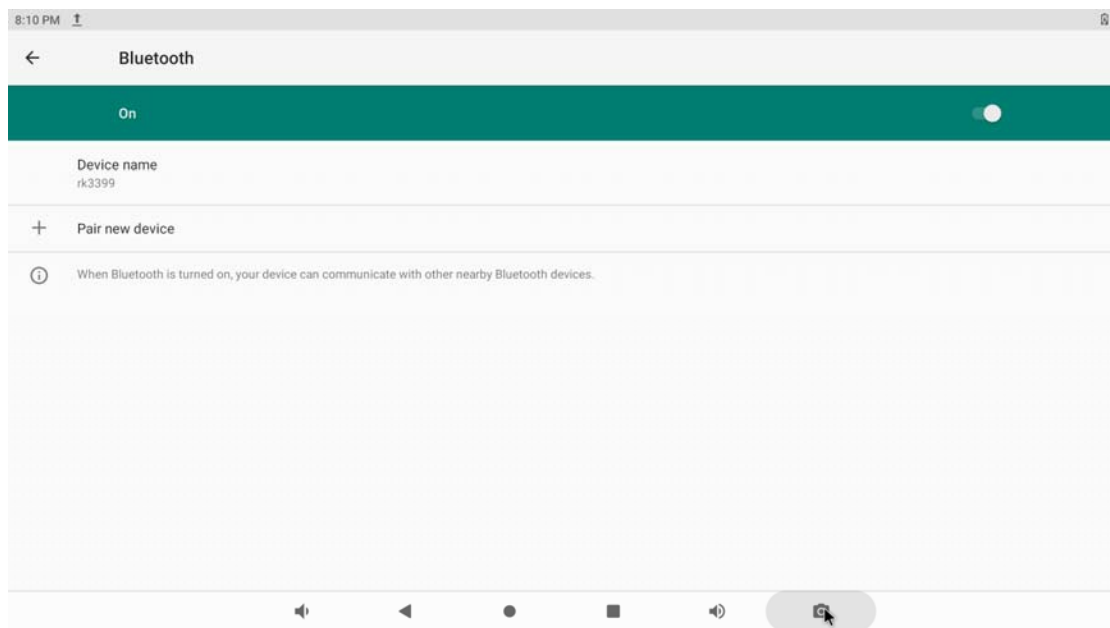 8:10 PM
Bluetooth
On
Device name
rk3399
Pair new device
When Bluetooth is turned on, your device can communicate with other nearby Bluetooth devices.